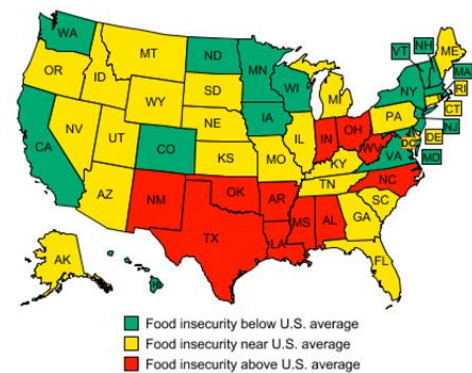 WA
MT
ND
MN
OR
ID
SD
WI
WY
MI
NE
IA
NV
UT
CO
KS
MO
IL
IN
OH
WV
PA
NY
VT
NH
ME
MA
RI
CT
NJ
DE
MD
DC
VA
KY
CA
AZ
NM
OK
AR
TN
NC
SC
TX
LA
MS
AL
GA
FL
AK
Food insecurity below U.S. average
Food insecurity near U.S. average
Food insecurity above U.S. average